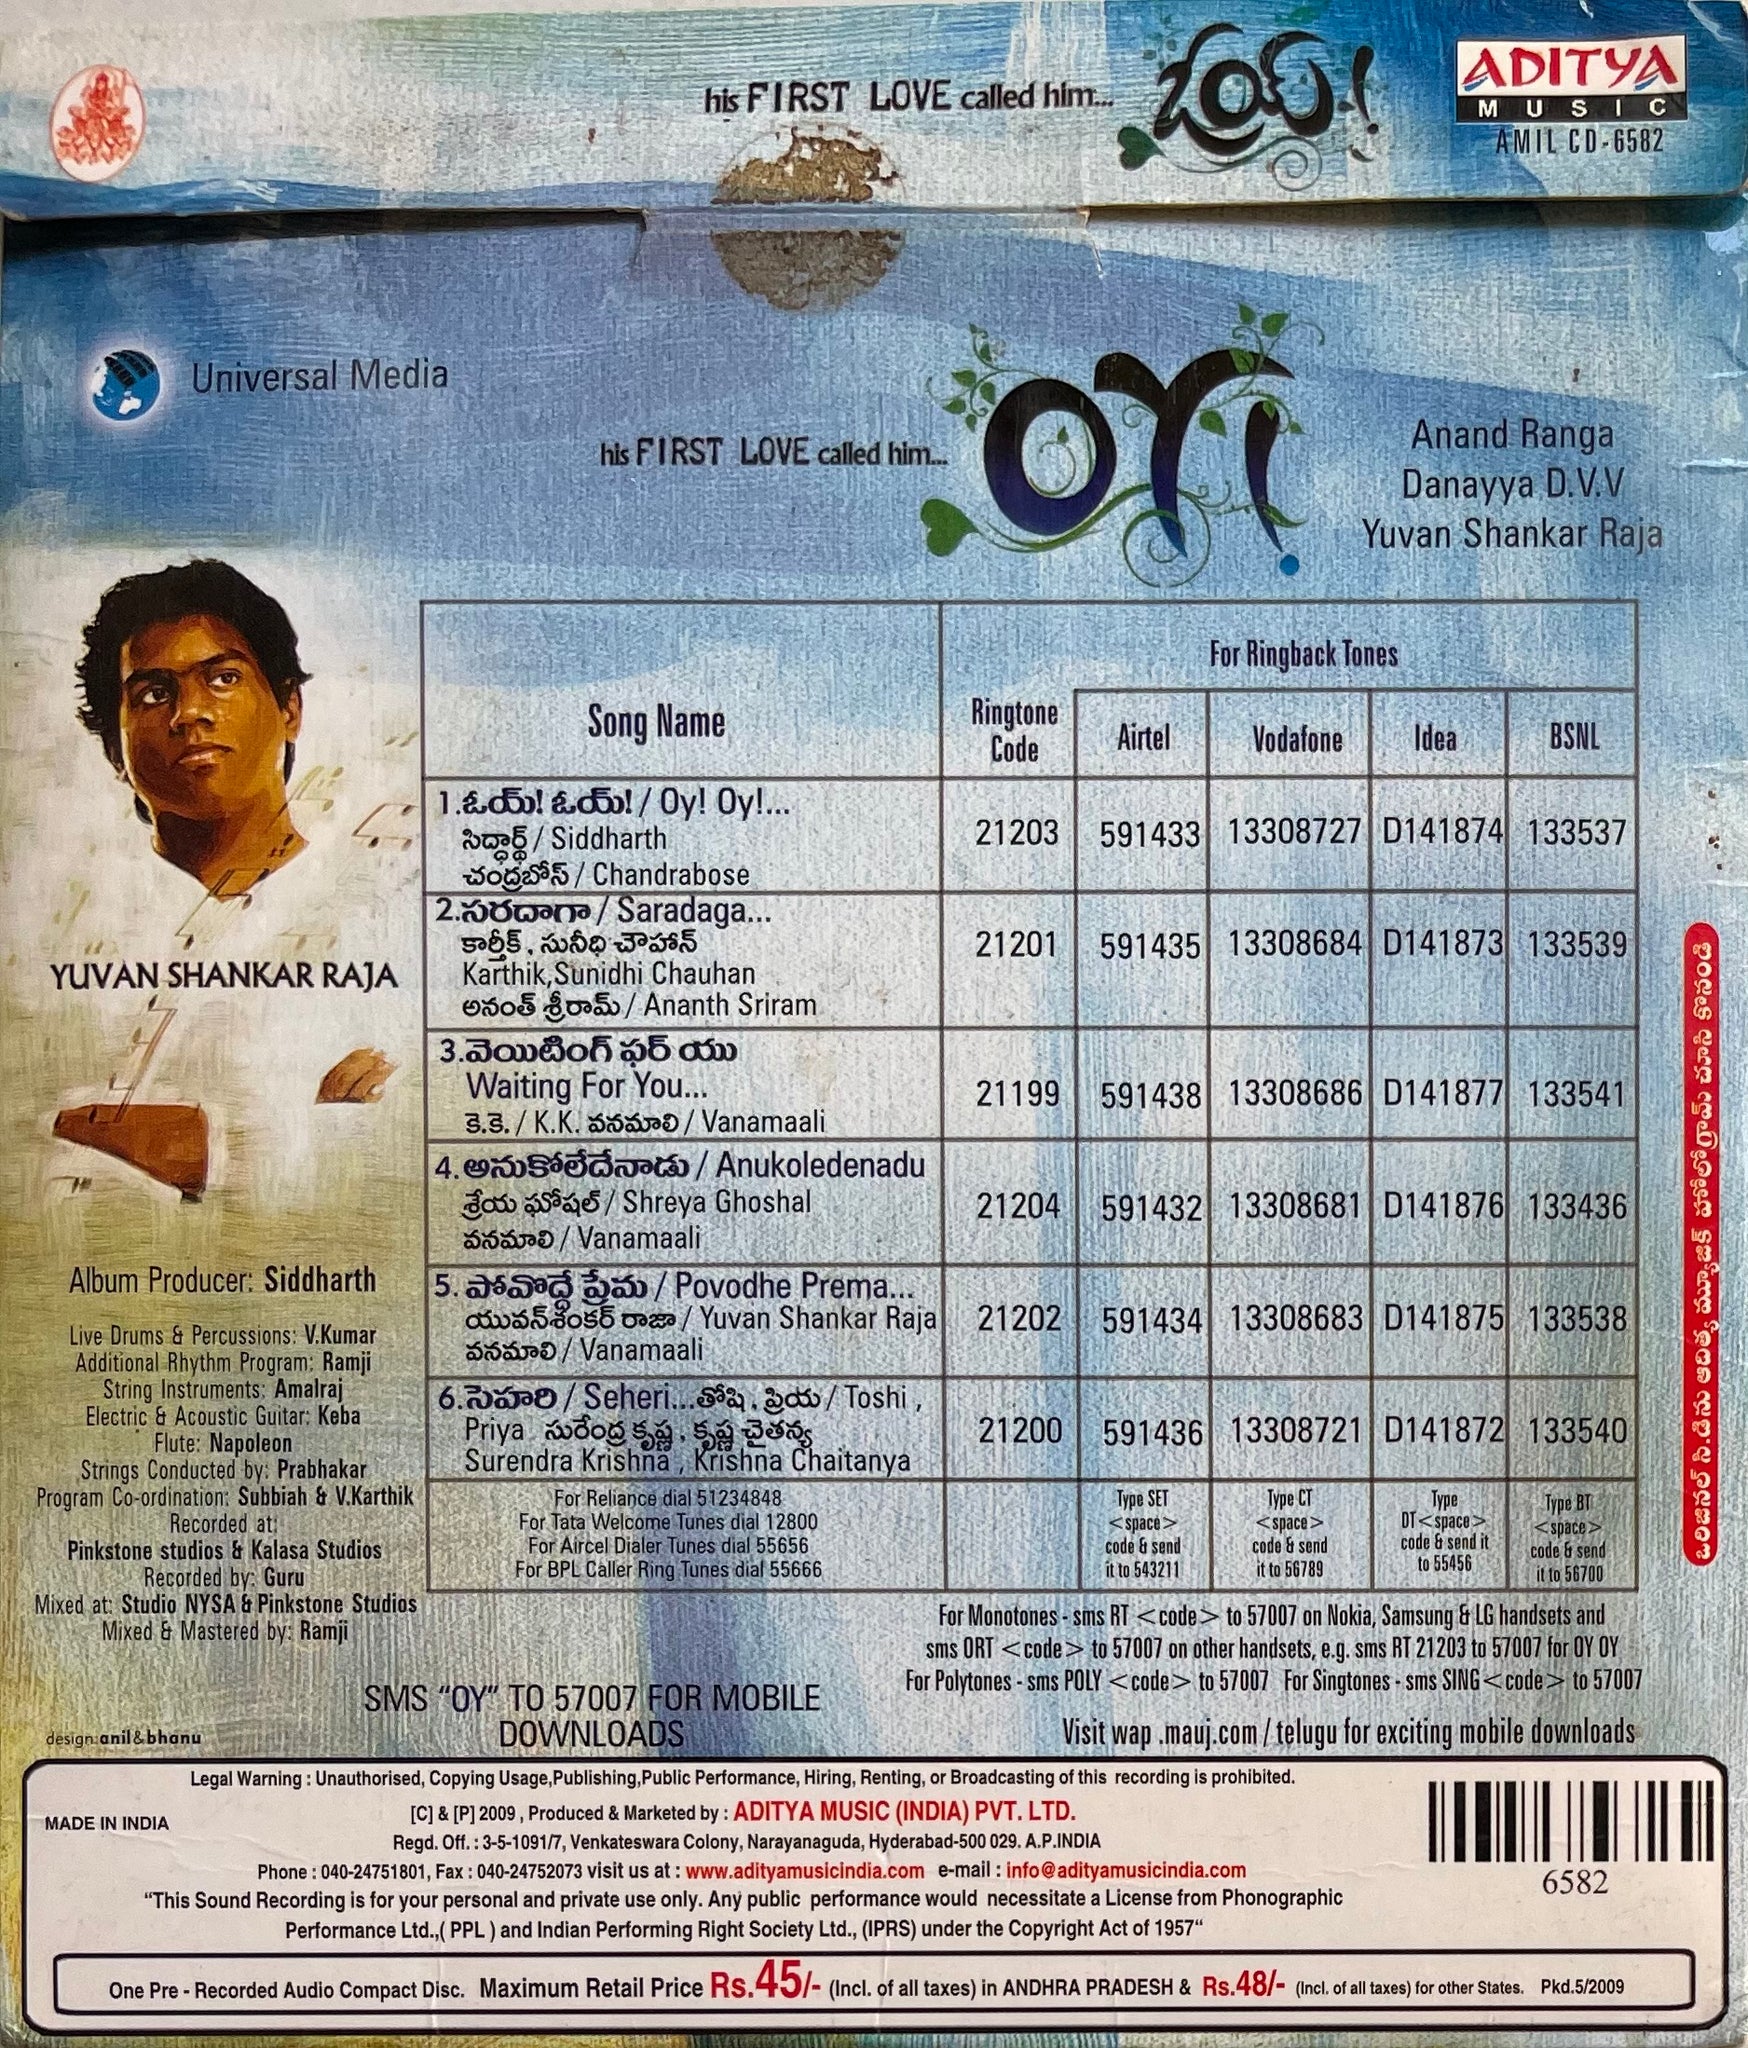 his FIRST LOVE called him... ఓయ్!
ADITYA
MUSIC
AMIL CD-6582
Universal Media
his FIRST LOVE called him... OY!
Anand Ranga
Danayya D.V.V
Yuvan Shankar Raja
YUVAN SHANKAR RAJA
Album Producer: Siddharth
Live Drums & Percussions: V.Kumar
Additional Rhythm Program: Ramji
String Instruments: Amalraj
Electric & Acoustic Guitar: Keba
Flute: Napoleon
Strings Conducted by: Prabhakar
Program Co-ordination: Subbiah & V.Karthik
Recorded at:
Pinkstone studios & Kalasa Studios
Recorded by: Guru
Mixed at: Studio NYSA & Pinkstone Studios
Mixed & Mastered by: Ramji
design:anil&bhanu
For Ringback Tones
Song Name Ringtone Code Airtel Vodafone Idea BSNL
1.ఓయ్! ఓయ్! / Oy! Oy!...
సిద్ధార్థ్ / Siddharth 21203 591433 13308727 D141874 133537
చంద్రబోస్ / Chandrabose
2.సరదాగా / Saradaga...
కార్తీక్, సునీధి చౌహాన్ 21201 591435 13308684 D141873 133539
Karthik,Sunidhi Chauhan
అనంత్ శ్రీరామ్ / Ananth Sriram
3.వెయిటింగ్ ఫర్ యు
Waiting For You... 21199 591438 13308686 D141877 133541
కె.కె. / K.K. వనమాలి / Vanamaali
4.అనుకోలేదేనాడు / Anukoledenadu
శ్రేయ ఘోషల్ / Shreya Ghoshal 21204 591432 13308681 D141876 133436
వనమాలి / Vanamaali
5. పోవొద్దే ప్రేమ / Povodhe Prema...
యువన్‌శంకర్ రాజా / Yuvan Shankar Raja 21202 591434 13308683 D141875 133538
వనమాలి / Vanamaali
6.సెహరి / Seheri...తోషి, ప్రియ / Toshi ,
Priya సురేంద్ర కృష్ణ, కృష్ణ చైతన్య 21200 591436 13308721 D141872 133540
Surendra Krishna , Krishna Chaitanya
For Reliance dial 51234848
For Tata Welcome Tunes dial 12800
For Aircel Dialer Tunes dial 55656
For BPL Caller Ring Tunes dial 55666
Type SET
<space>
code & send
it to 543211
Type CT
<space>
code & send
it to 56789
Type
DT<space>
code & send it
to 55456
Type BT
<space>
code & send
it to 56700
ఒరిజినల్ సి.డి.ను ఆదిత్య మ్యూజిక్ హోలోగ్రామ్ చూసి కొనండి
For Monotones - sms RT <code> to 57007 on Nokia, Samsung & LG handsets and
sms ORT <code> to 57007 on other handsets, e.g. sms RT 21203 to 57007 for OY OY
For Polytones - sms POLY <code> to 57007 For Singtones - sms SING<code> to 57007
SMS “OY” TO 57007 FOR MOBILE
DOWNLOADS
Visit wap .mauj.com / telugu for exciting mobile downloads
Legal Warning : Unauthorised, Copying Usage,Publishing,Public Performance, Hiring, Renting, or Broadcasting of this recording is prohibited.
MADE IN INDIA
[C] & [P] 2009 , Produced & Marketed by : ADITYA MUSIC (INDIA) PVT. LTD.
Regd. Off. : 3-5-1091/7, Venkateswara Colony, Narayanaguda, Hyderabad-500 029. A.P.INDIA
Phone : 040-24751801, Fax : 040-24752073 visit us at : www.adityamusicindia.com e-mail : info@adityamusicindia.com
“This Sound Recording is for your personal and private use only. Any public performance would necessitate a License from Phonographic
Performance Ltd.,( PPL ) and Indian Performing Right Society Ltd., (IPRS) under the Copyright Act of 1957“
6582
One Pre - Recorded Audio Compact Disc. Maximum Retail Price Rs.45/- (Incl. of all taxes) in ANDHRA PRADESH & Rs.48/- (Incl. of all taxes) for other States. Pkd.5/2009